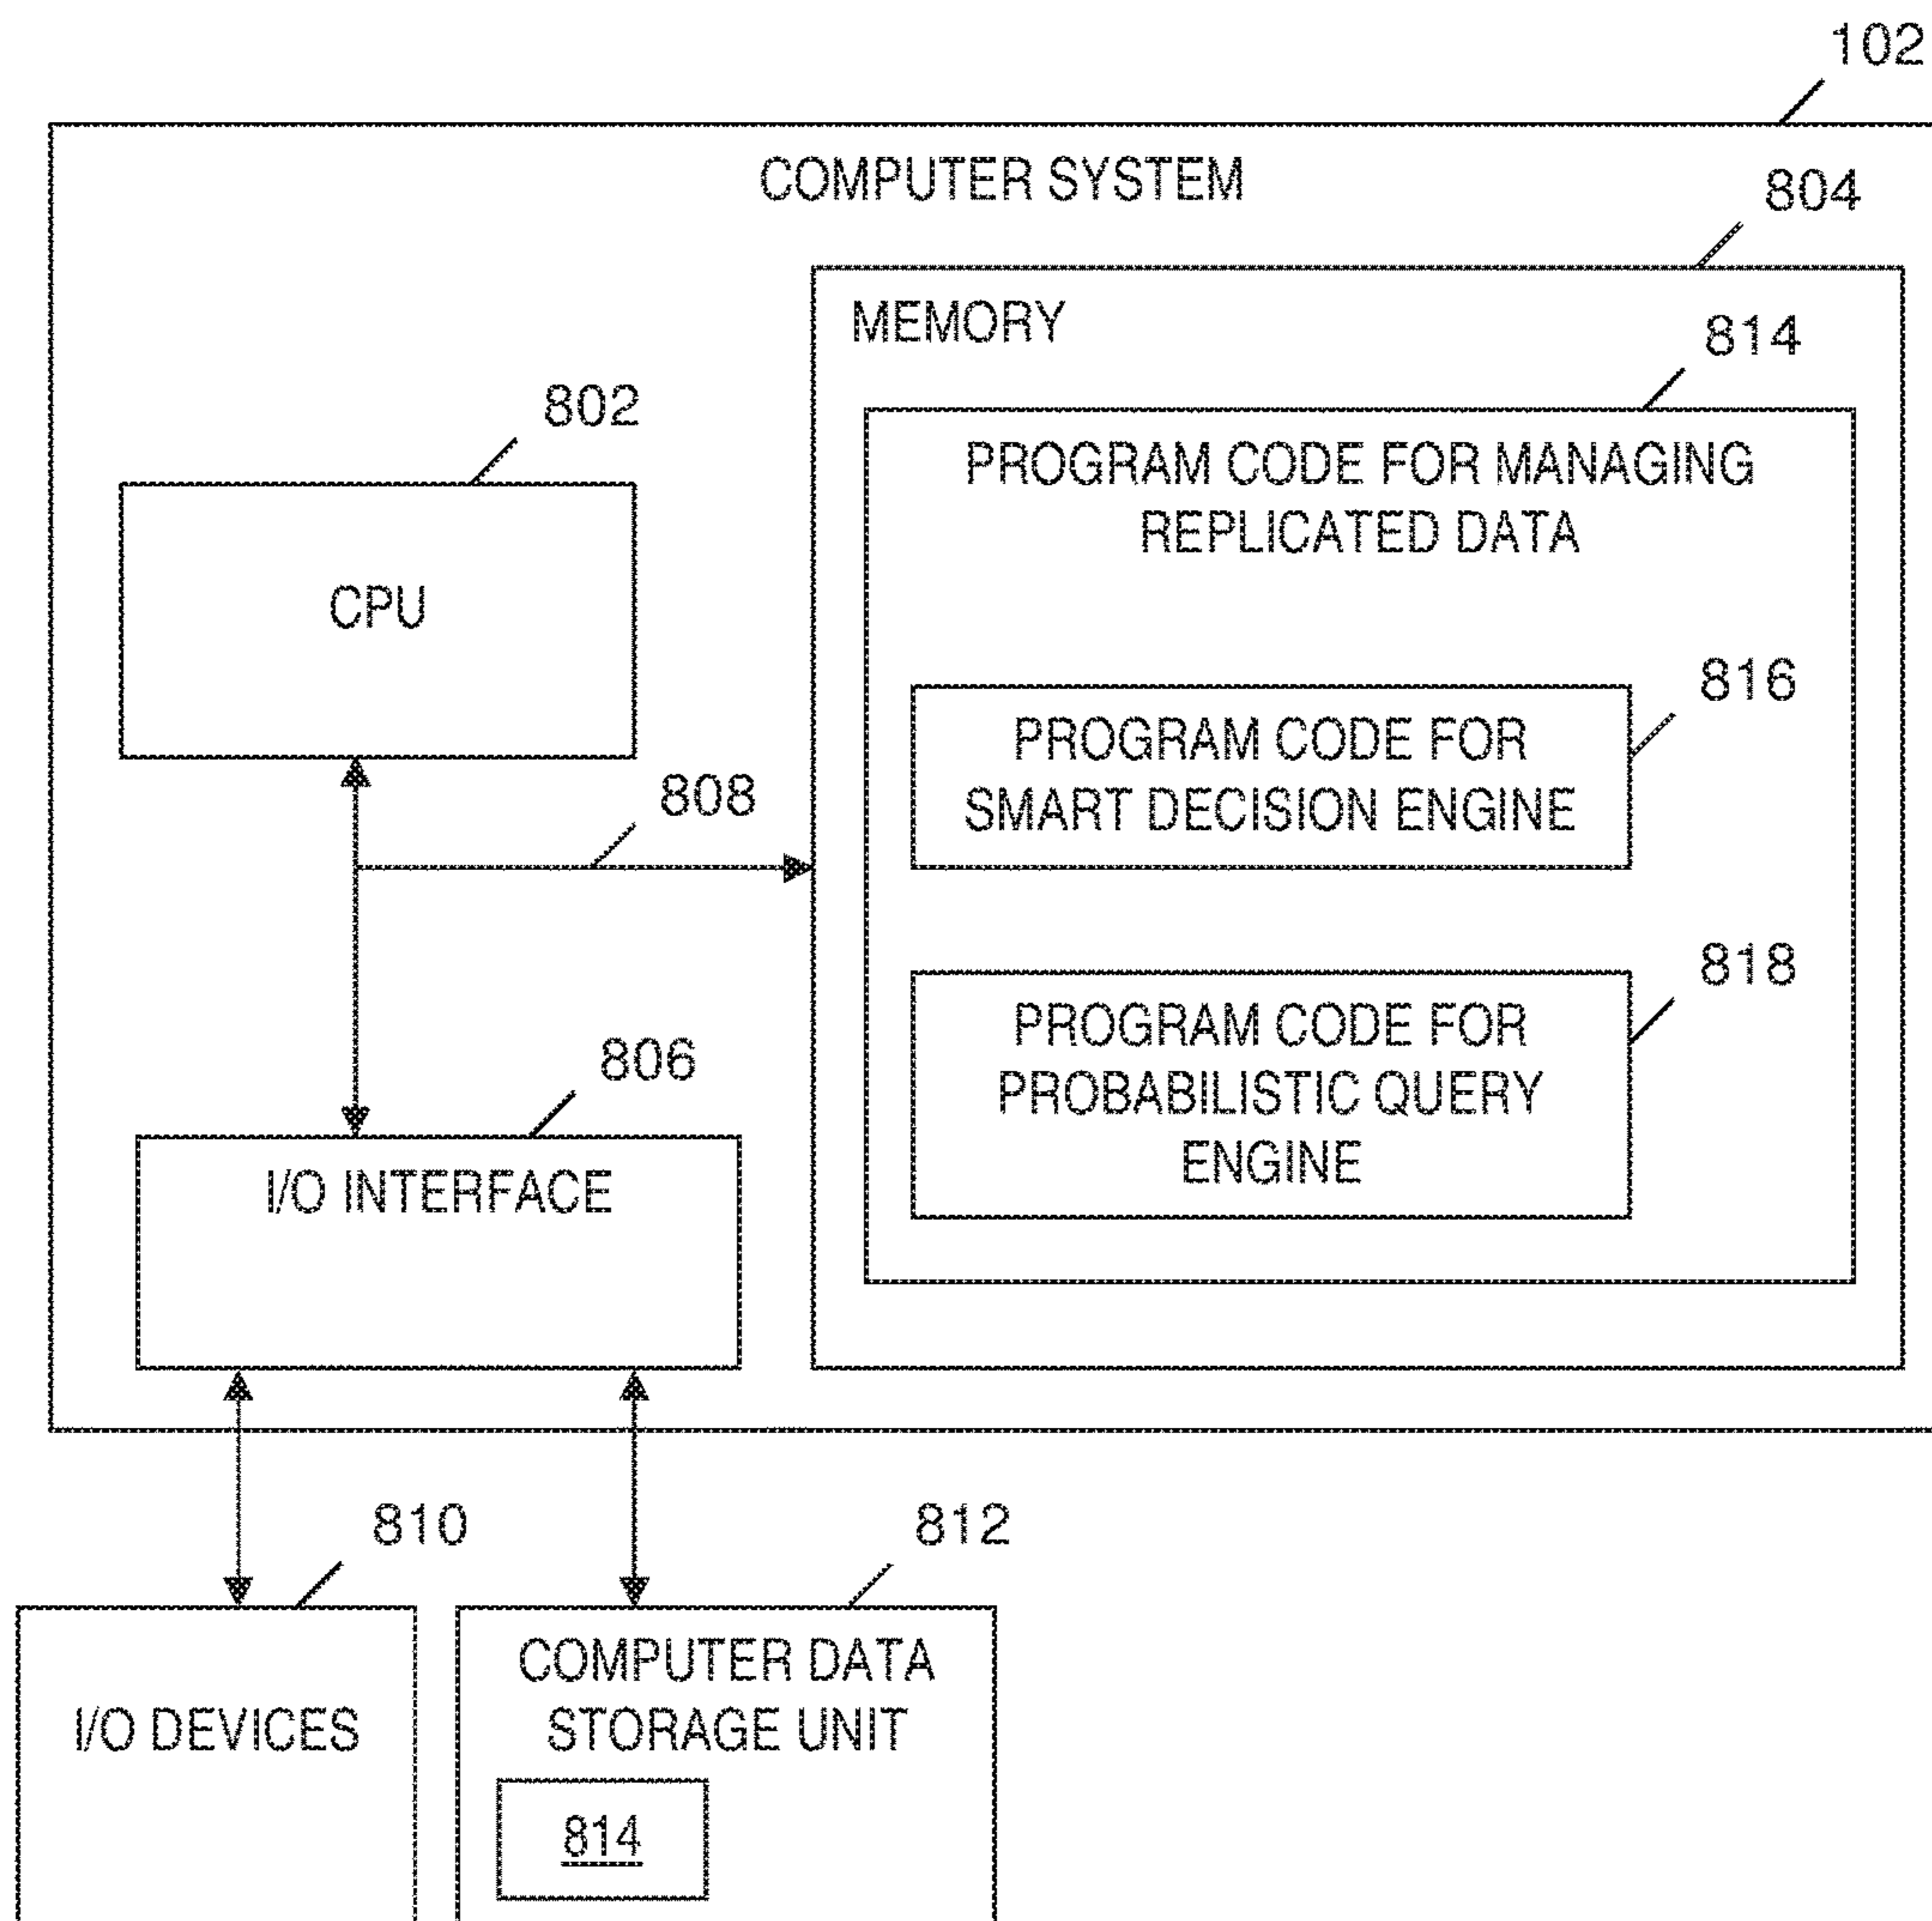 102
COMPUTER SYSTEM
804
MEMORY
814
802
PROGRAM CODE FOR MANAGING
REPLICATED DATA
CPU
816
PROGRAM CODE FOR
SMART DECISION ENGINE
808
818
PROGRAM CODE FOR
PROBABILISTIC QUERY
ENGINE
806
I/O INTERFACE
810
812
I/O DEVICES
COMPUTER DATA
STORAGE UNIT
814